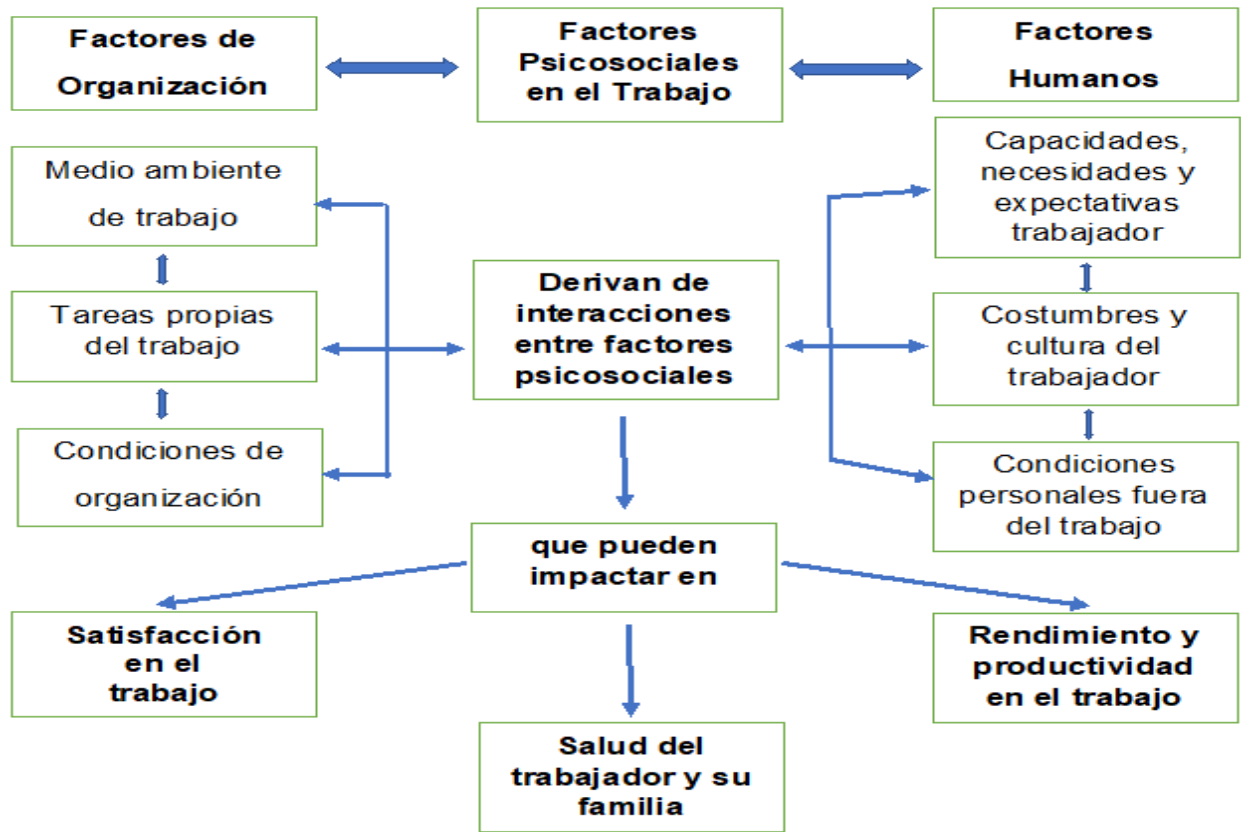 Factores de
Organización
Factores
Psicosociales
en el Trabajo
Factores
Humanos
Medio ambiente
de trabajo
Tareas propias
del trabajo
Condiciones de
organización
Derivan de
interacciones
entre factores
psicosociales
Capacidades,
necesidades y
expectativas
trabajador
Costumbres y
cultura del
trabajador
Condiciones
personales fuera
del trabajo
que pueden
impactar en
Satisfacción
en el
trabajo
Salud del
trabajador y su
familia
Rendimiento y
productividad
en el trabajo